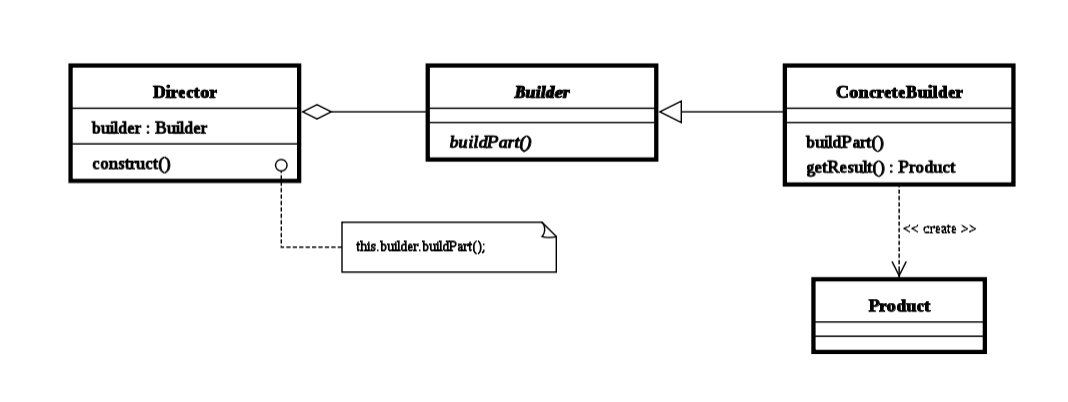 Director
builder : Builder
construct()
Builder
buildPart()
ConcreteBuilder
buildPart()
getResult() : Product
this.builder.buildPart();
<< create >>
Product